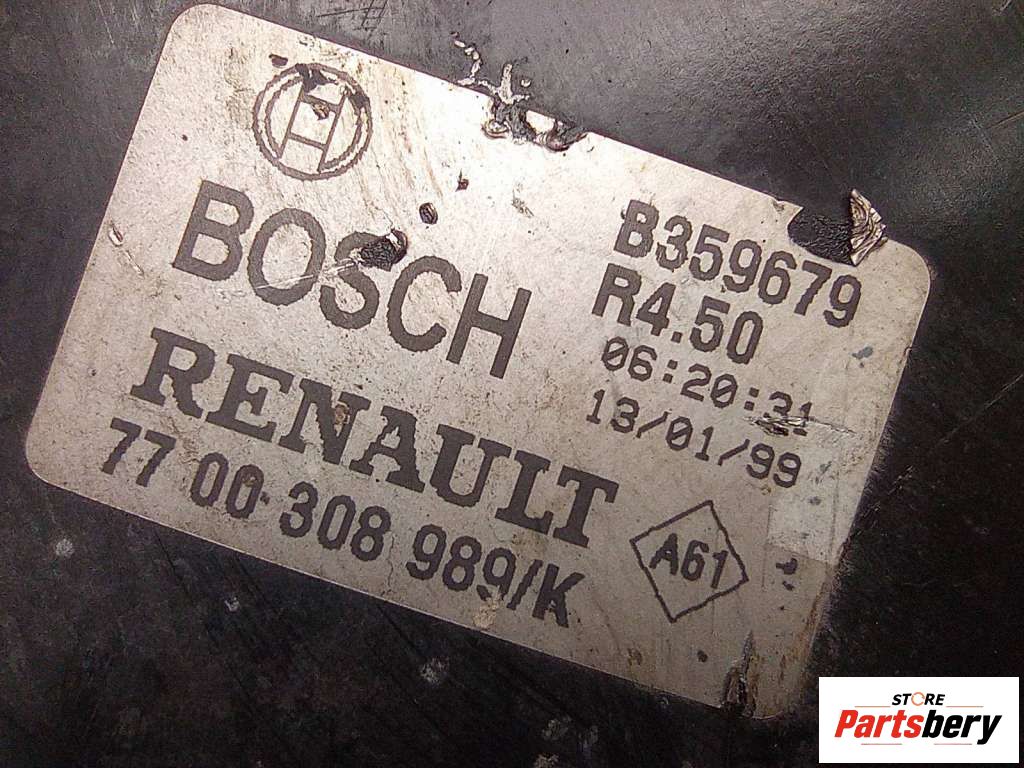 BOSCH
RENAULT
77 00 308 989/K
B359679
R4.50
06:20:31
13/01/99
A61
STORE
Partsbery